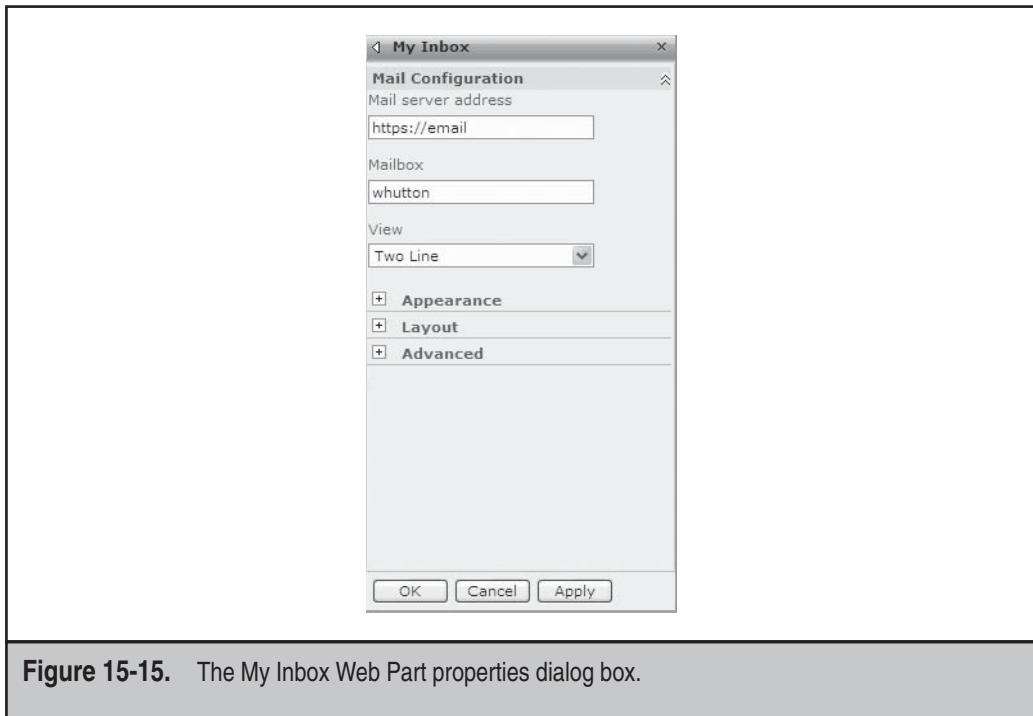 My Inbox
Mail Configuration
Mail server address
https://email
Mailbox
whutton
View
Two Line
Appearance
Layout
Advanced
OK Cancel Apply
Figure 15-15. The My Inbox Web Part properties dialog box.